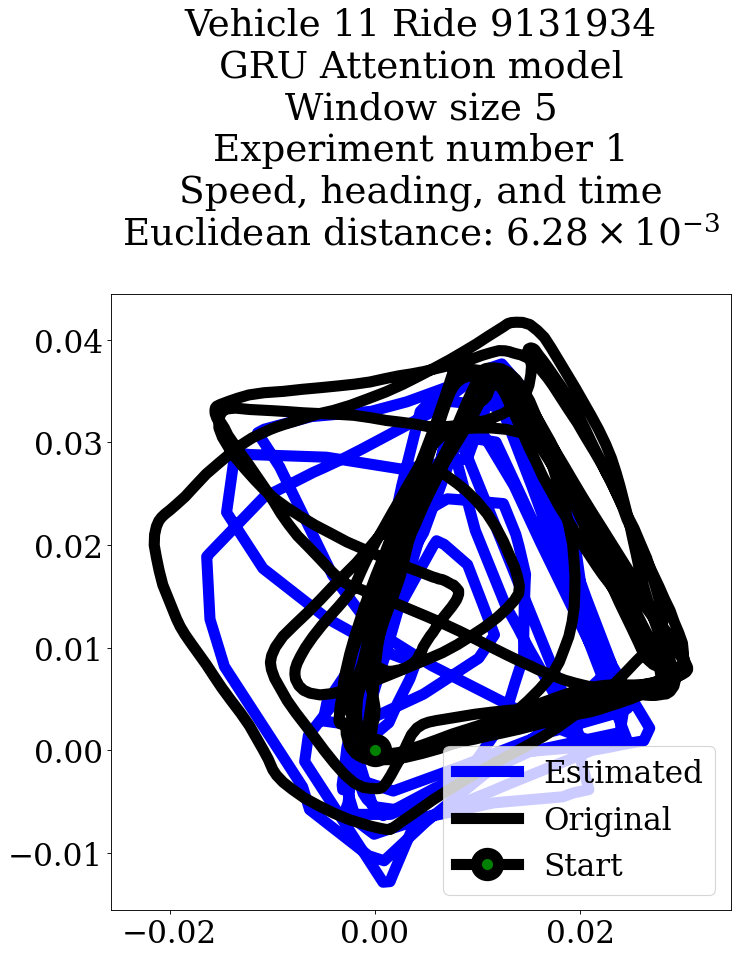 Vehicle 11 Ride 9131934
GRU Attention model
Window size 5
Experiment number 1
Speed, heading, and time
Euclidean distance: 6.28 × 10⁻³
0.04
0.03
0.02
0.01
0.00
−0.01
−0.02
0.00
0.02
Estimated
Original
Start